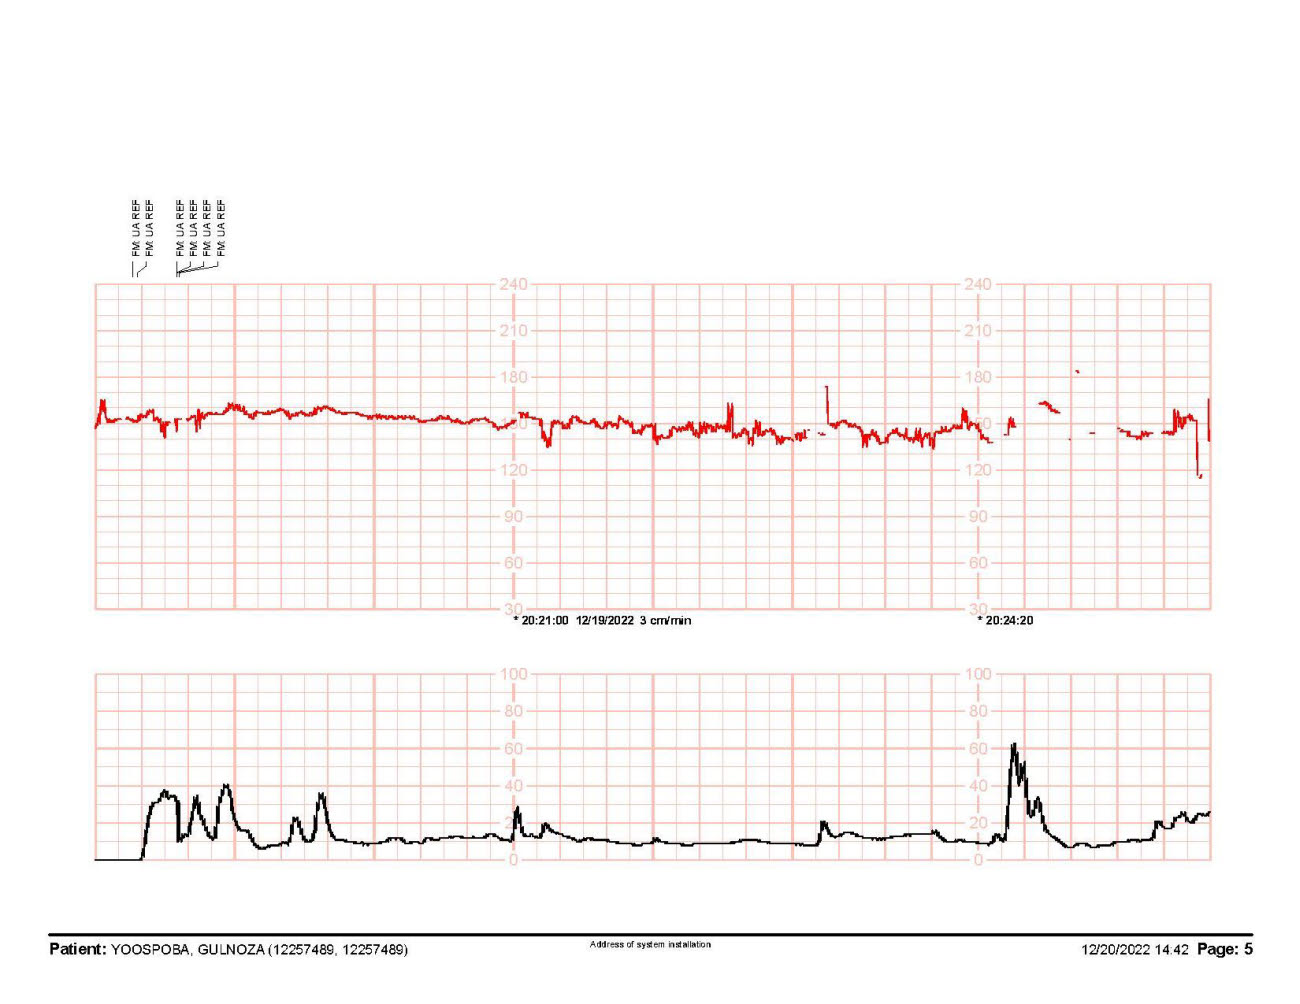 FM: UA REF
FM: UA REF
FM: UA REF
FM: UA REF
FM: UA REF
FM: UA REF
240 240
210 210
180 180
150 150
120 120
90 90
60 60
30 30
* 20:21:00 12/19/2022 3 cm/min * 20:24:20
100 100
80 80
60 60
40 40
20 20
0 0
Patient: YOOSPOBA, GULNOZA (12257489, 12257489) Address of system installation 12/20/2022 14:42 Page: 5